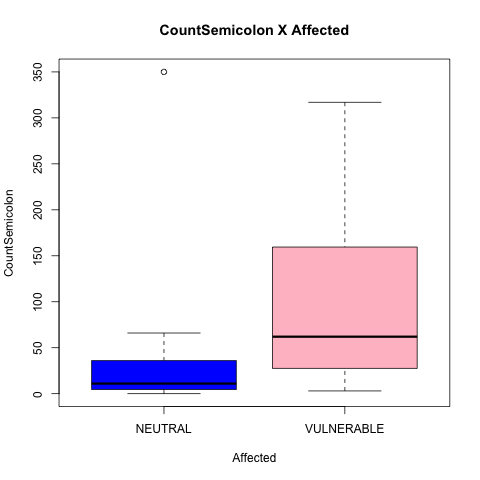 CountSemicolon X Affected
350
300
250
200
150
100
50
0
CountSemicolon
NEUTRAL
VULNERABLE
Affected